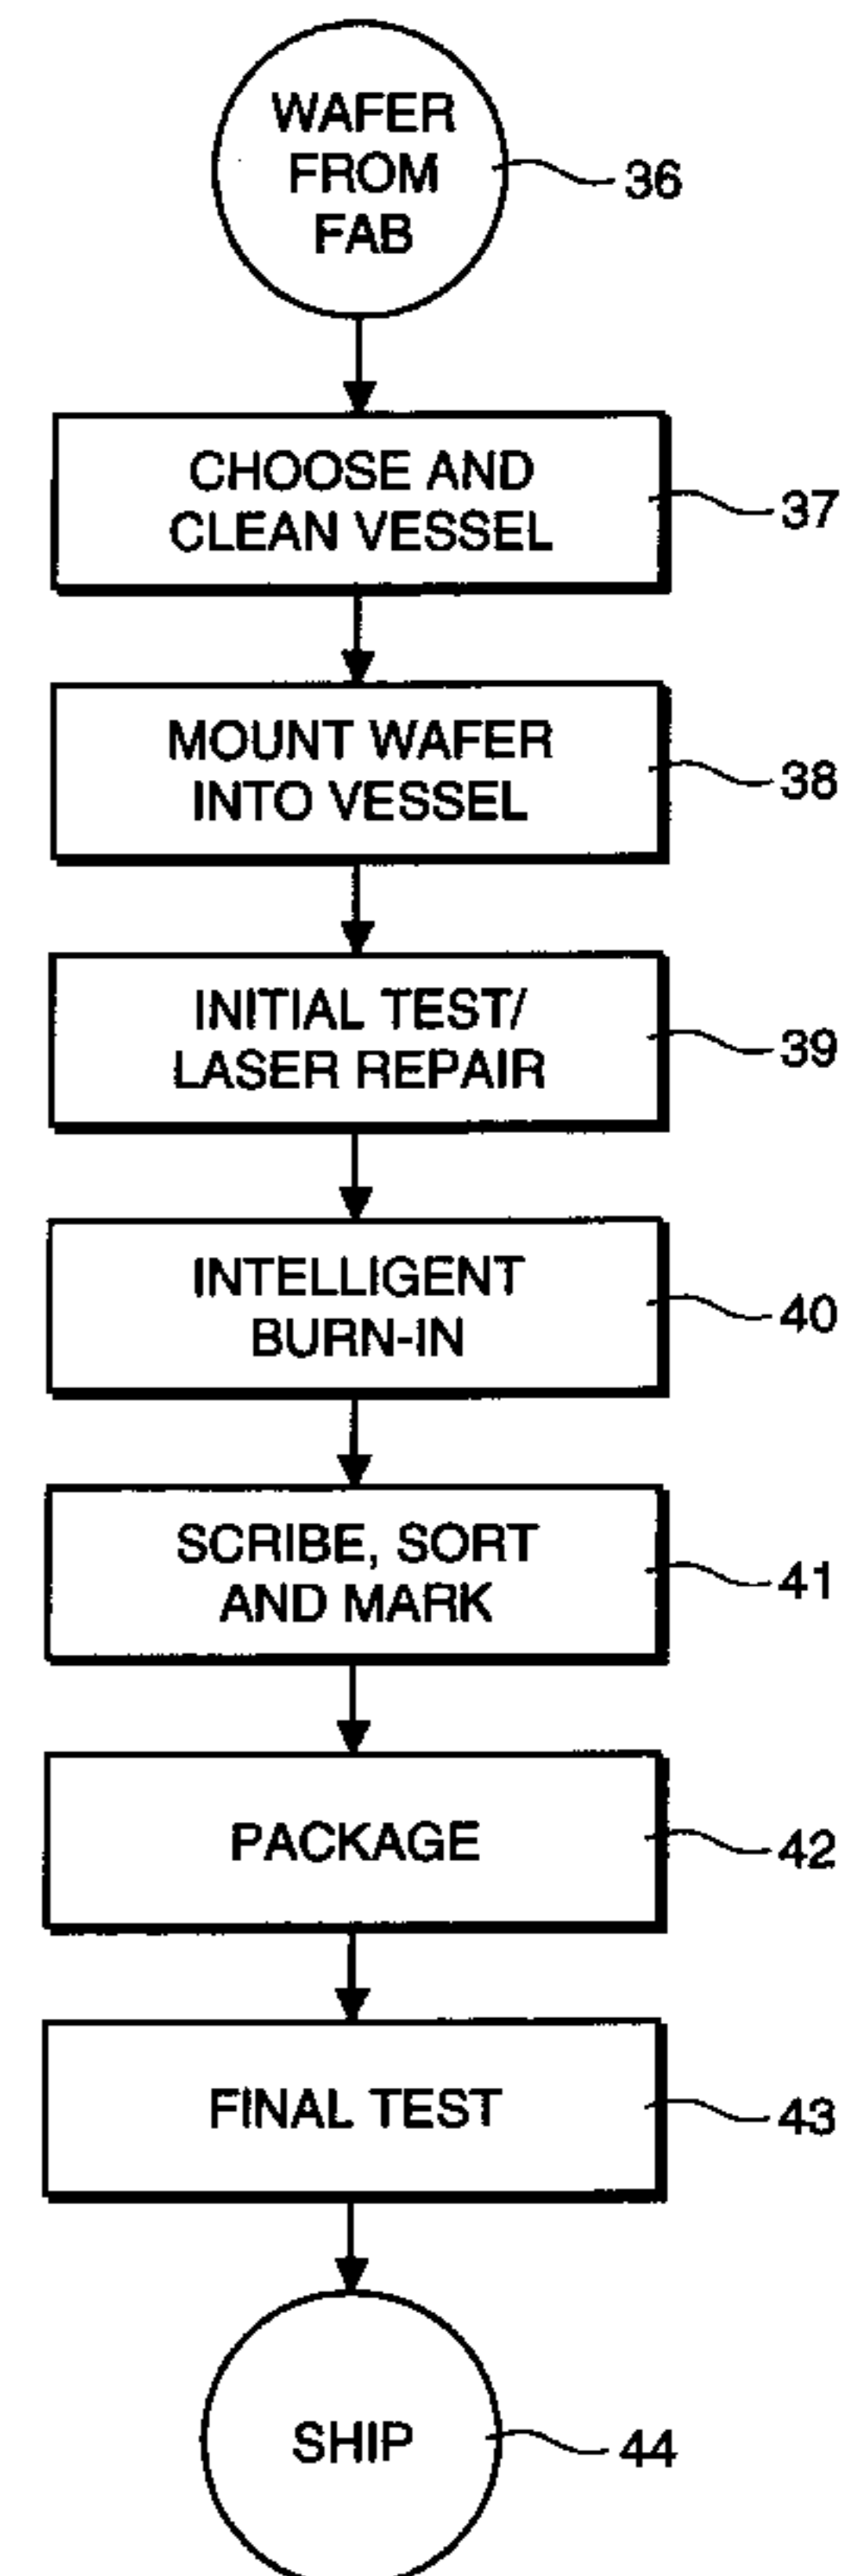 WAFER
FROM
FAB
36
CHOOSE AND
CLEAN VESSEL
37
MOUNT WAFER
INTO VESSEL
38
INITIAL TEST/
LASER REPAIR
39
INTELLIGENT
BURN-IN
40
SCRIBE, SORT
AND MARK
41
PACKAGE
42
FINAL TEST
43
SHIP
44